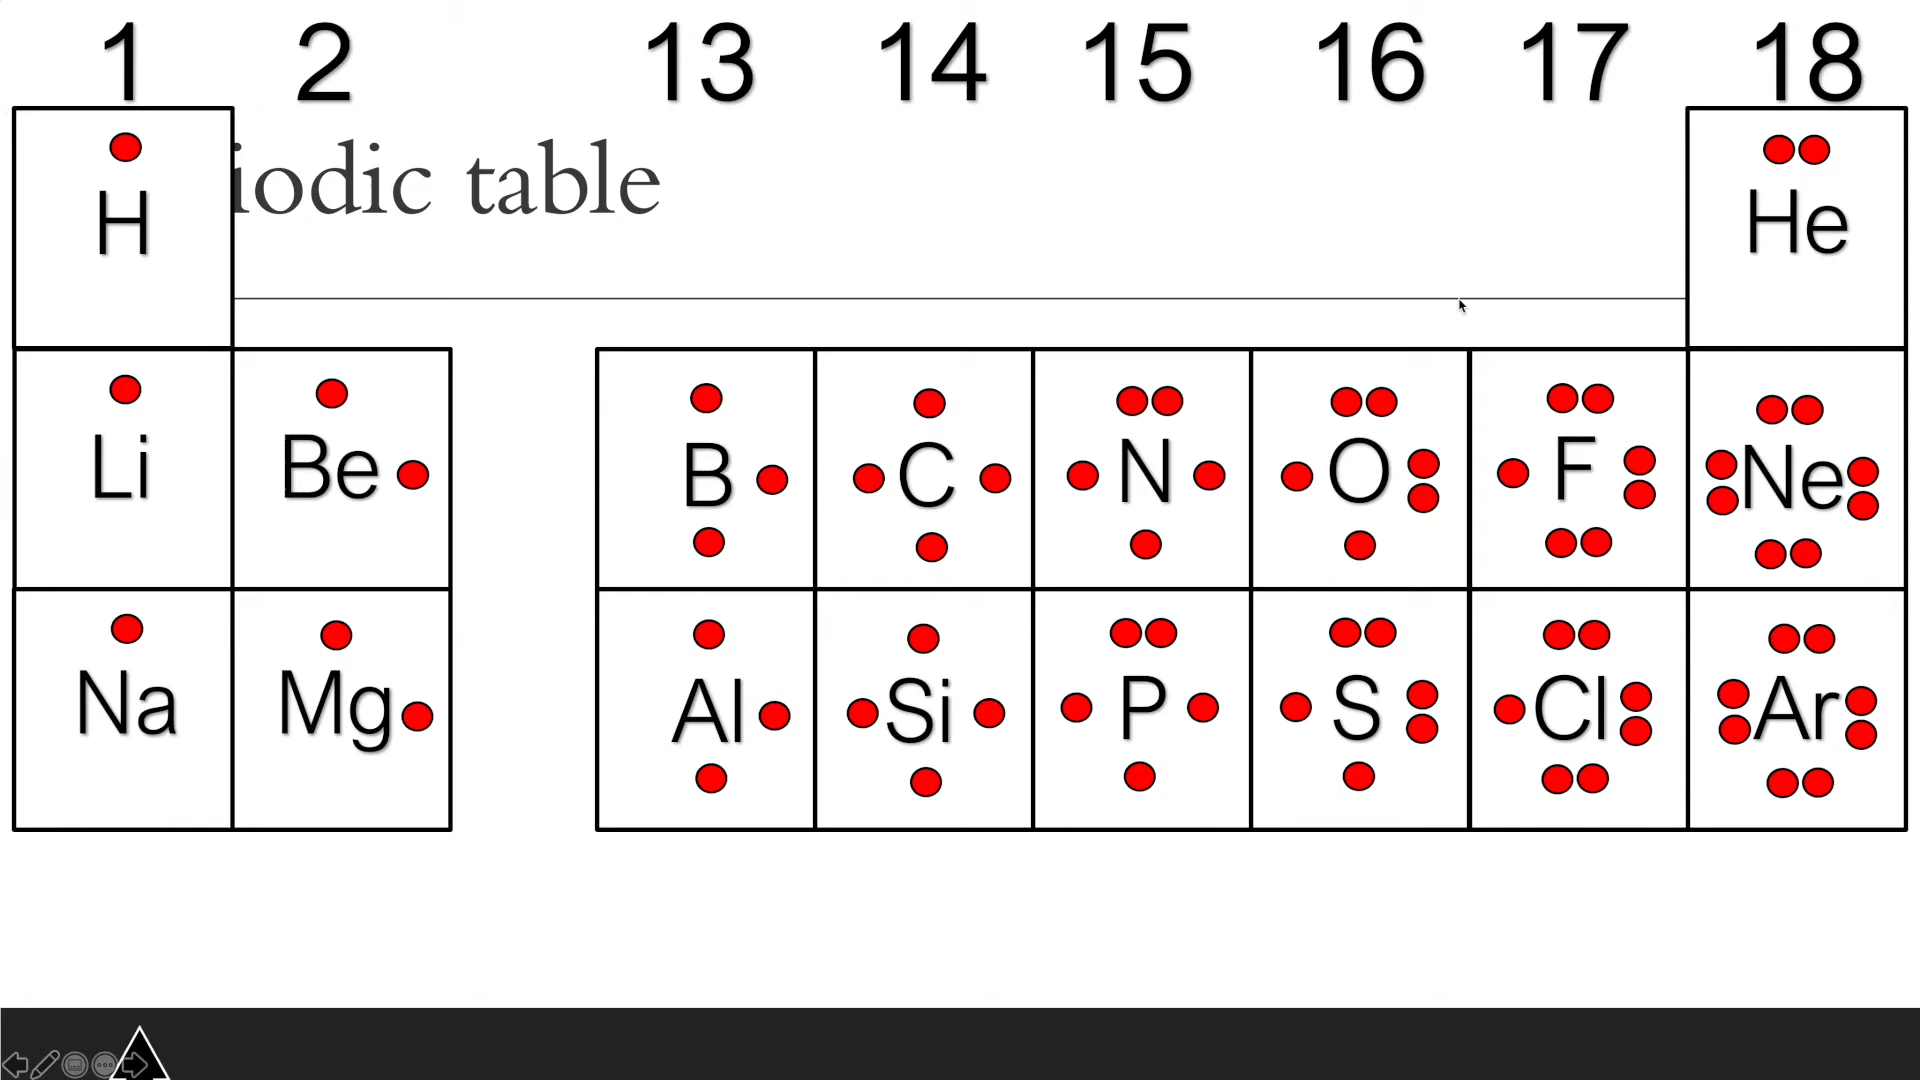 1 2 13 14 15 16 17 18
iodic table
H He
Li Be B C N O F Ne
Na Mg Al Si P S Cl Ar